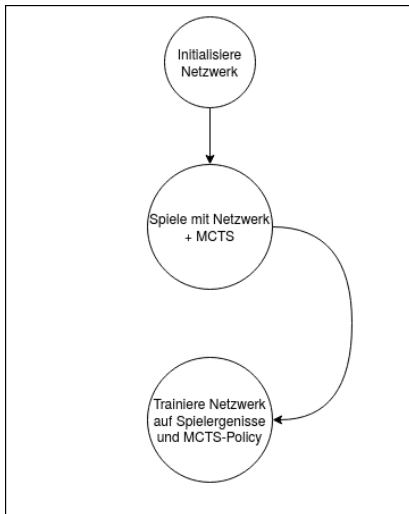 Initialisiere
Netzwerk
Spiele mit Netzwerk
+ MCTS
Trainiere Netzwerk
auf Spielergenisse
und MCTS-Policy